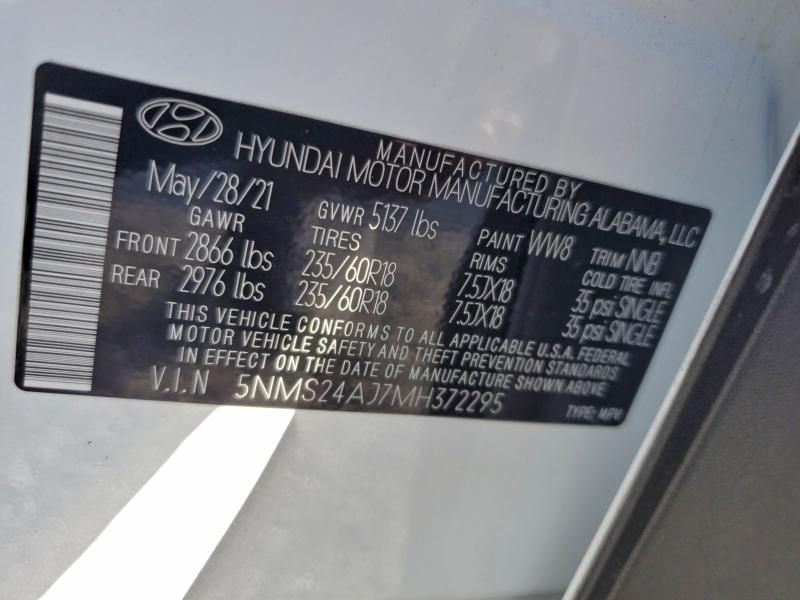 MANUFACTURED BY
HYUNDAI MOTOR MANUFACTURING ALABAMA, LLC
May/28/21 GVWR 5137 lbs PAINT WW8 TRIM NNB
GAWR TIRES RIMS COLD TIRE INFL
FRONT 2866 lbs 235/60R18 7.5JX18 35 psi SINGLE
REAR 2976 lbs 235/60R18 7.5JX18 35 psi SINGLE
THIS VEHICLE CONFORMS TO ALL APPLICABLE U.S.A. FEDERAL
MOTOR VEHICLE SAFETY AND THEFT PREVENTION STANDARDS
IN EFFECT ON THE DATE OF MANUFACTURE SHOWN ABOVE
V.I.N 5NMS24AJ7MH372295 TYPE: MPV